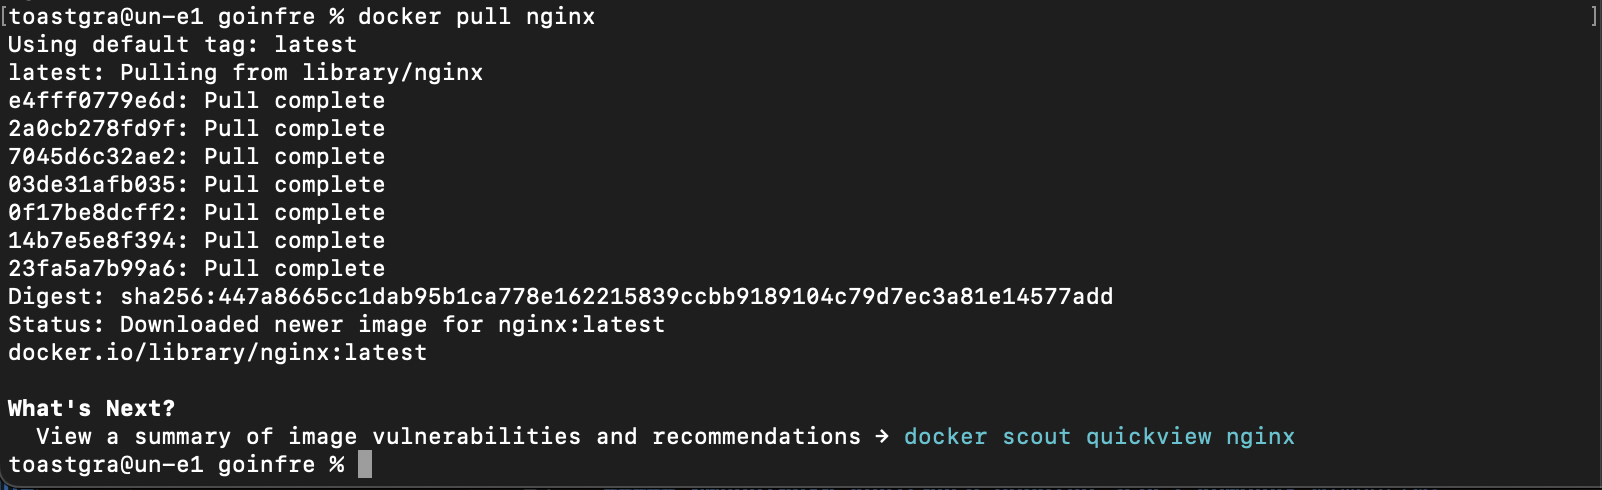 [toastgra@un-e1 goinfre % docker pull nginx ]
Using default tag: latest
latest: Pulling from library/nginx
e4fff0779e6d: Pull complete
2a0cb278fd9f: Pull complete
7045d6c32ae2: Pull complete
03de31afb035: Pull complete
0f17be8dcff2: Pull complete
14b7e5e8f394: Pull complete
23fa5a7b99a6: Pull complete
Digest: sha256:447a8665cc1dab95b1ca778e162215839ccbb9189104c79d7ec3a81e14577add
Status: Downloaded newer image for nginx:latest
docker.io/library/nginx:latest
What's Next?
View a summary of image vulnerabilities and recommendations → docker scout quickview nginx
toastgra@un-e1 goinfre %